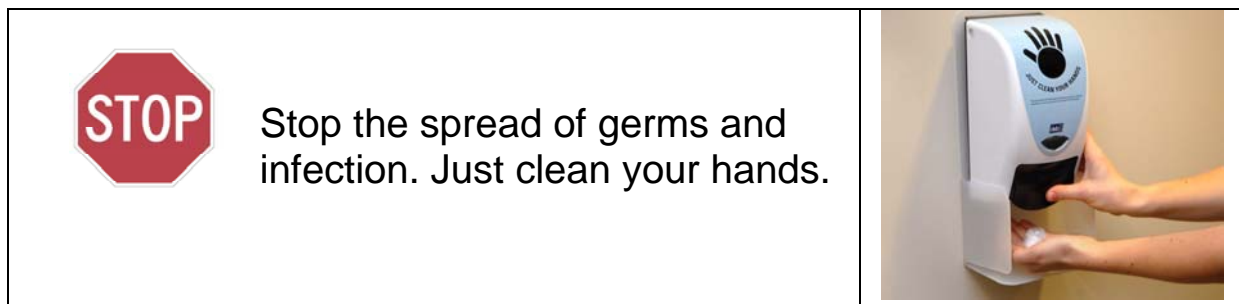 STOP
Stop the spread of germs and
infection. Just clean your hands.
JUST CLEAN YOUR HANDS